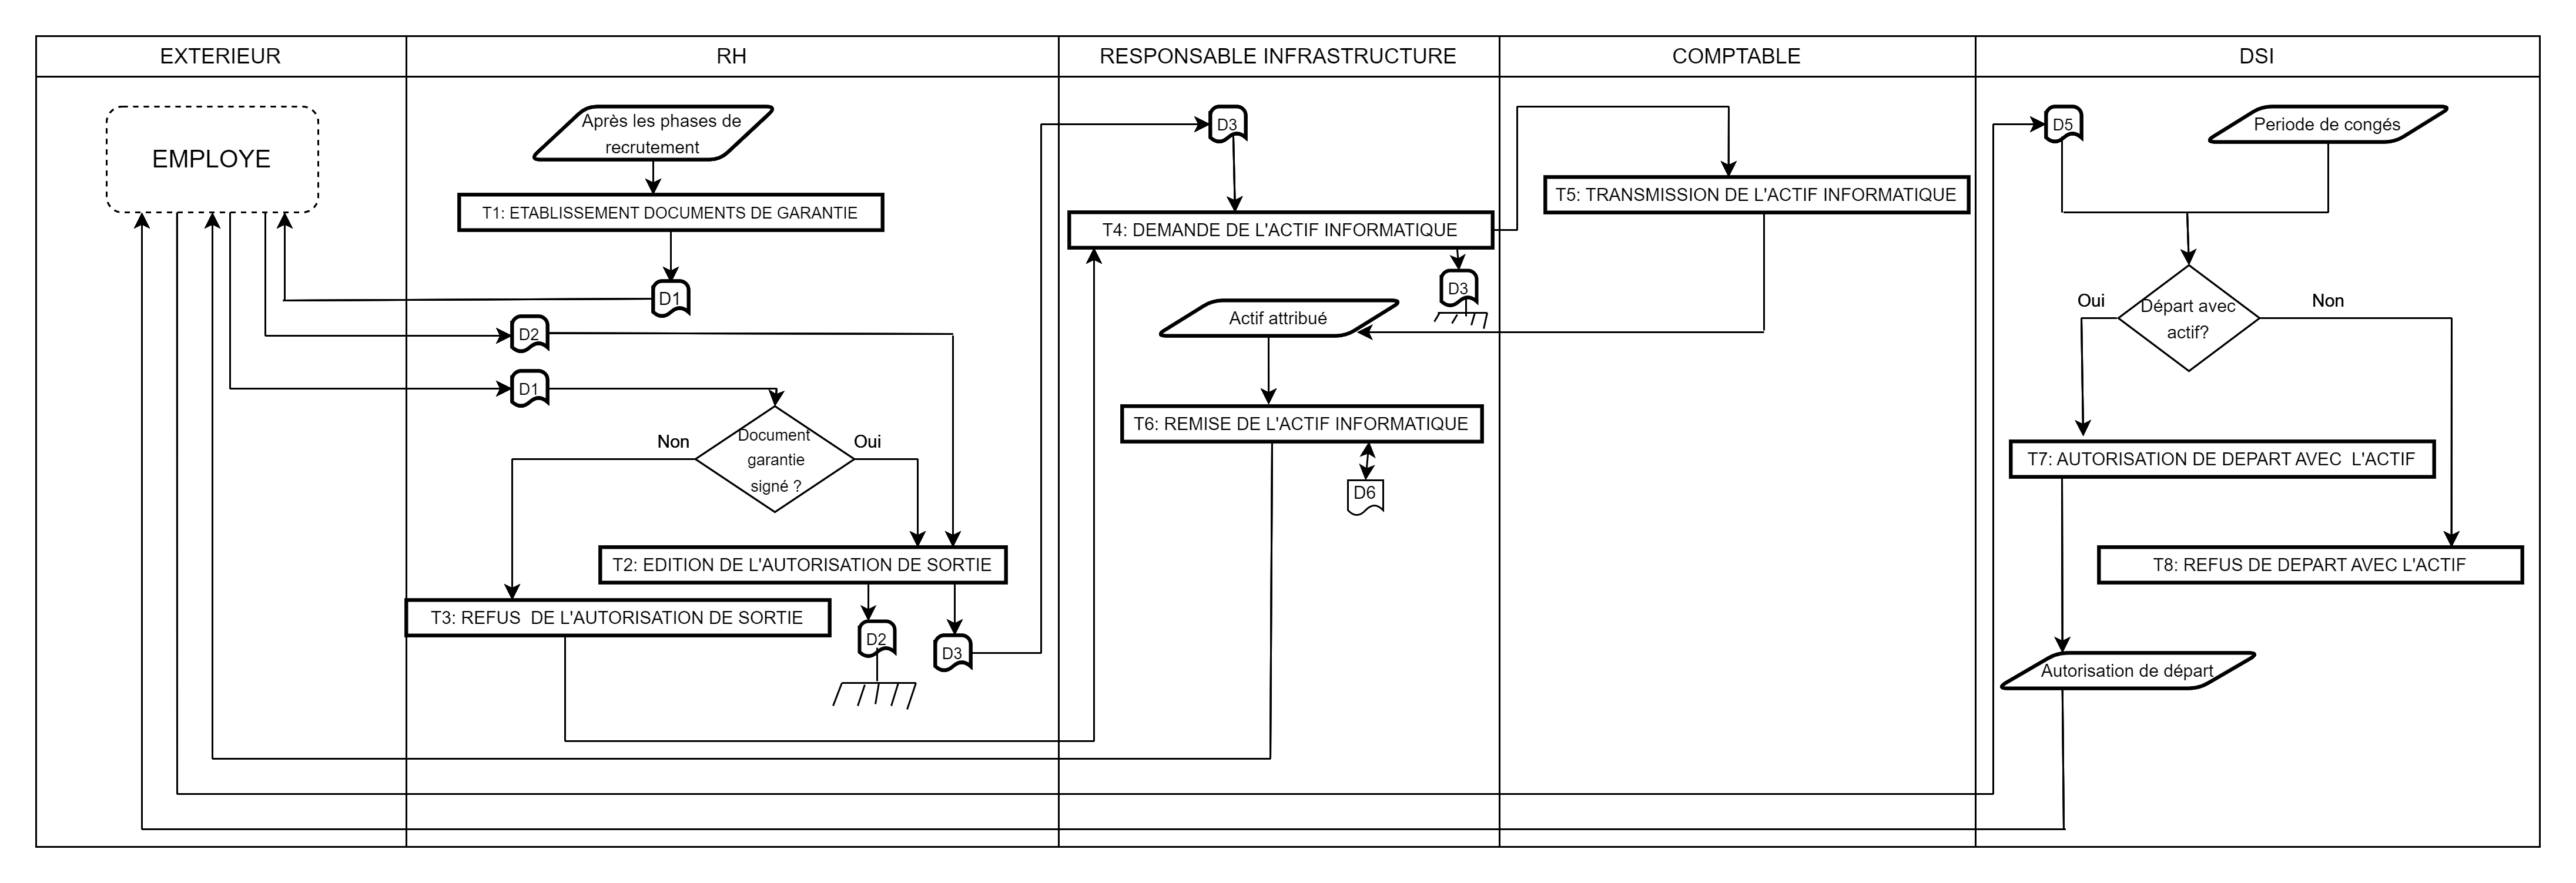 EXTERIEUR
RH
RESPONSABLE INFRASTRUCTURE
COMPTABLE
DSI
EMPLOYE
Après les phases de
recrutement
T1: ETABLISSEMENT DOCUMENTS DE GARANTIE
D1
D2
D1
Document
garantie
signé ?
Non
Oui
T2: EDITION DE L'AUTORISATION DE SORTIE
T3: REFUS  DE L'AUTORISATION DE SORTIE
D2
D3
D3
T4: DEMANDE DE L'ACTIF INFORMATIQUE
D3
Actif attribué
T6: REMISE DE L'ACTIF INFORMATIQUE
D6
T5: TRANSMISSION DE L'ACTIF INFORMATIQUE
D5
Periode de congés
Oui
Départ avec
actif?
Non
T7: AUTORISATION DE DEPART AVEC  L'ACTIF
T8: REFUS DE DEPART AVEC L'ACTIF
Autorisation de départ